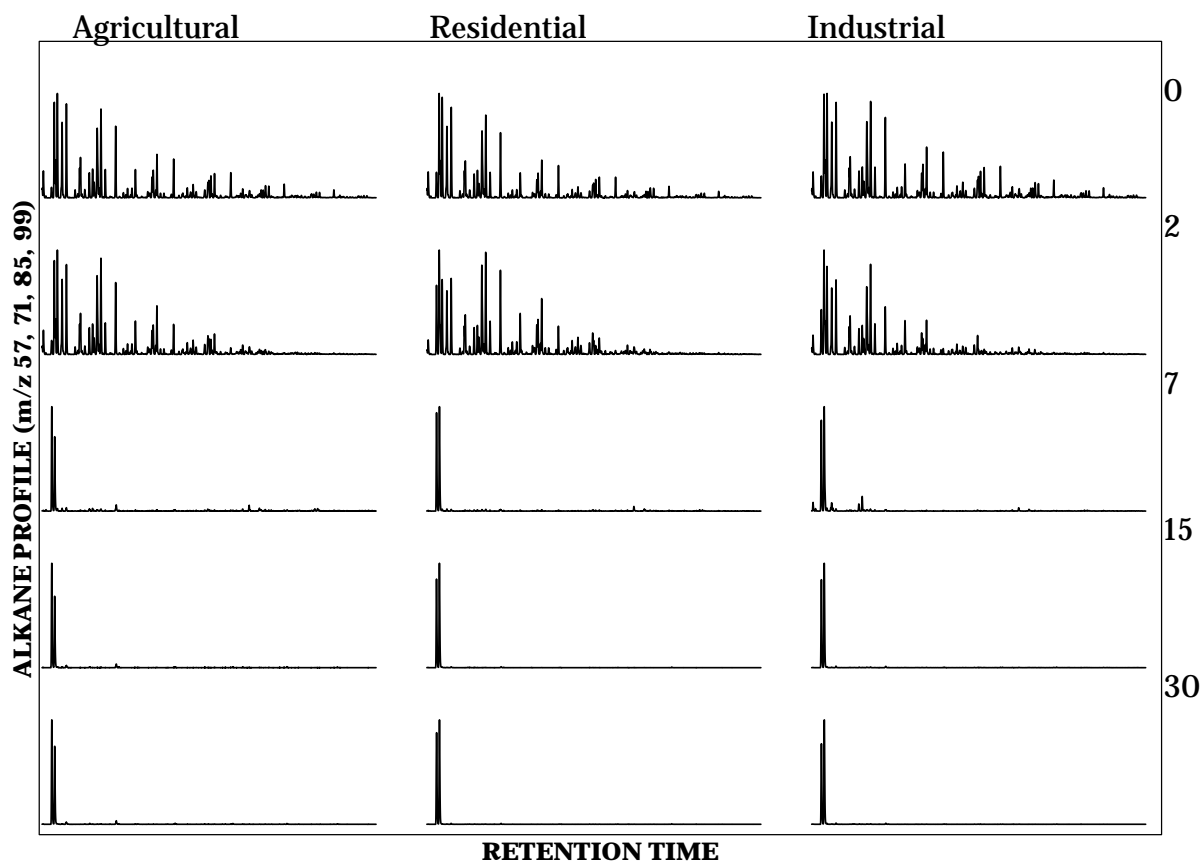 Agricultural Residential Industrial
0
2
7
15
30
ALKANE PROFILE (m/z 57, 71, 85, 99)
RETENTION TIME